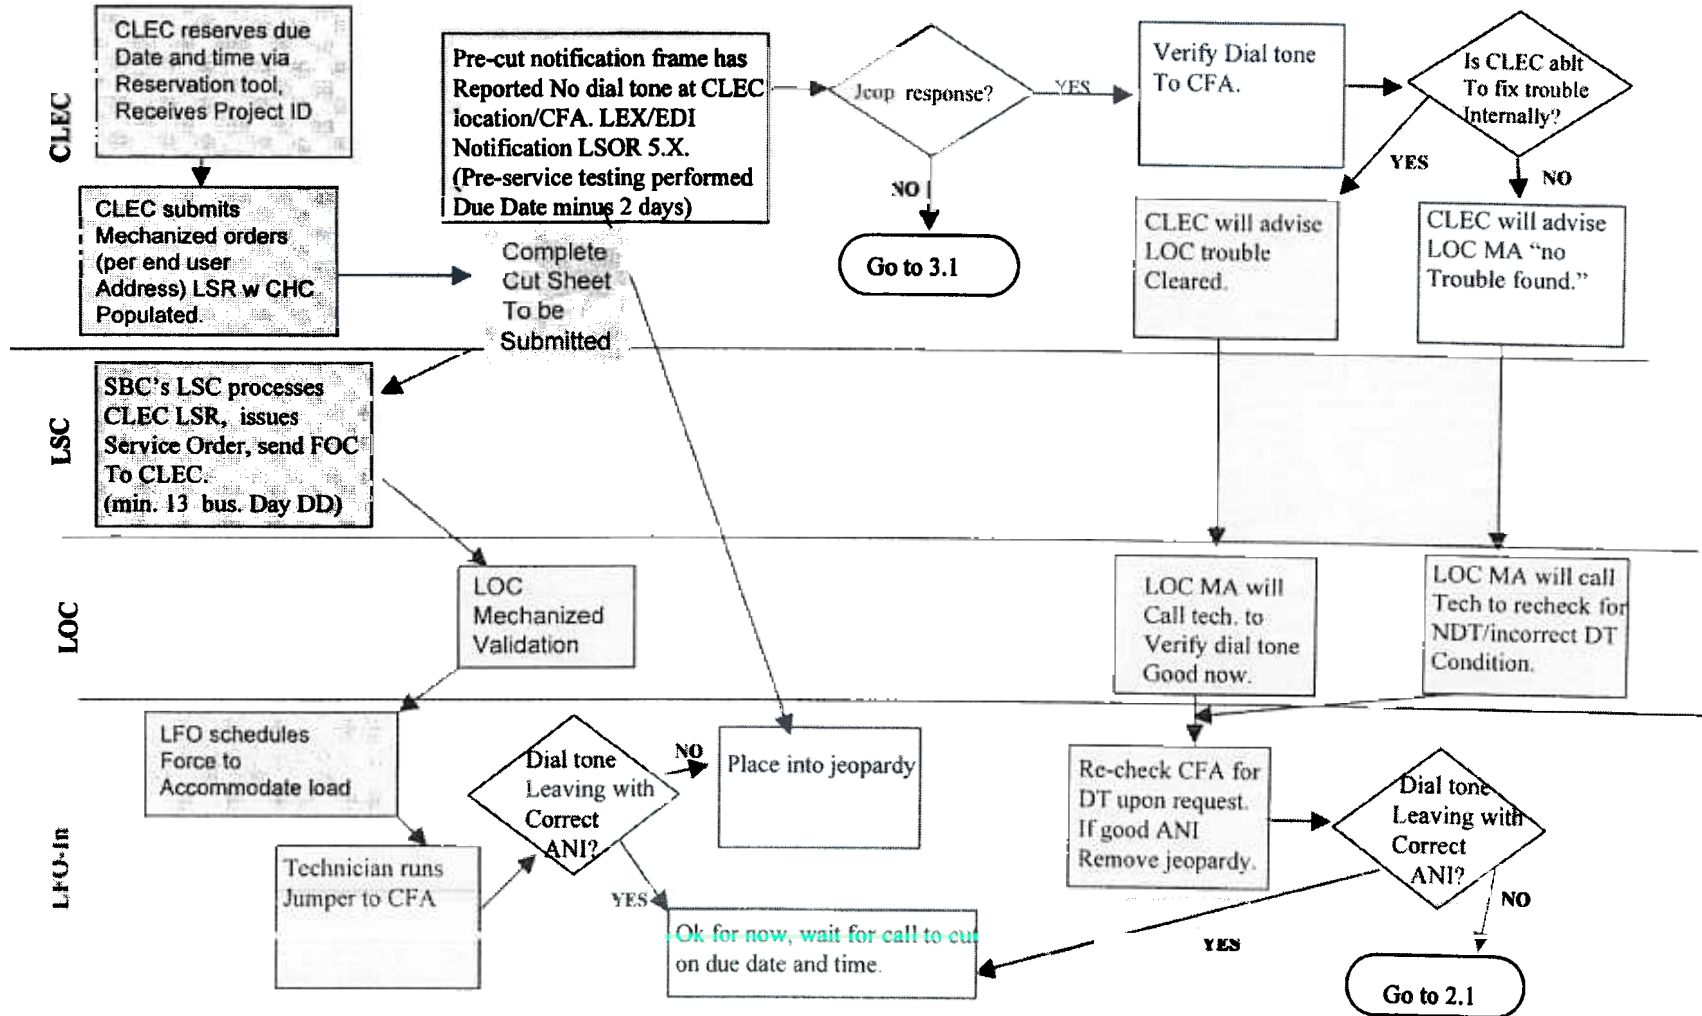 CLEC
CLEC reserves due
Date and time via
Reservation tool,
Receives Project ID
CLEC submits
Mechanized orders
(per end user
Address) LSR w CHC
Populated.
Pre-cut notification frame has
Reported No dial tone at CLEC
location/CFA. LEX/EDI
Notification LSOR 5.X.
(Pre-service testing performed
Due Date minus 2 days)
Complete
Cut Sheet
To be
Submitted
Jeop response?
YES
NO
Go to 3.1
Verify Dial tone
To CFA.
Is CLEC ablt
To fix trouble
Internally?
YES
NO
CLEC will advise
LOC trouble
Cleared.
CLEC will advise
LOC MA “no
Trouble found.”
LSC
SBC's LSC processes
CLEC LSR, issues
Service Order, send FOC
To CLEC.
(min. 13 bus. Day DD)
LOC
LOC
Mechanized
Validation
LOC MA will
Call tech. to
Verify dial tone
Good now.
LOC MA will call
Tech to recheck for
NDT/incorrect DT
Condition.
LFO-In
LFO schedules
Force to
Accommodate load
Technician runs
Jumper to CFA
Dial tone
Leaving with
Correct
ANI?
NO
YES
Place into jeopardy
Ok for now, wait for call to cut
on due date and time.
Re-check CFA for
DT upon request.
If good ANI
Remove jeopardy.
Dial tone
Leaving with
Correct
ANI?
NO
YES
Go to 2.1